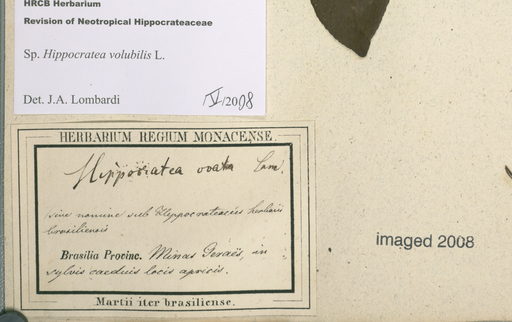 HRCB Herbarium
Revision of Neotropical Hippocrateaceae
Sp. Hippocratea volubilis L.
Det. J.A. Lombardi V/2008
HERBARIUM REGIUM MONACENSE.
Hippocratea ovata Lam.
sine nomine sub Hippocrateaceis herbarii
brasiliensis
Brasilia Provinc. Minas Geraës, in
sylvis caeduis locis apricis.
Martii iter brasiliense.
imaged 2008